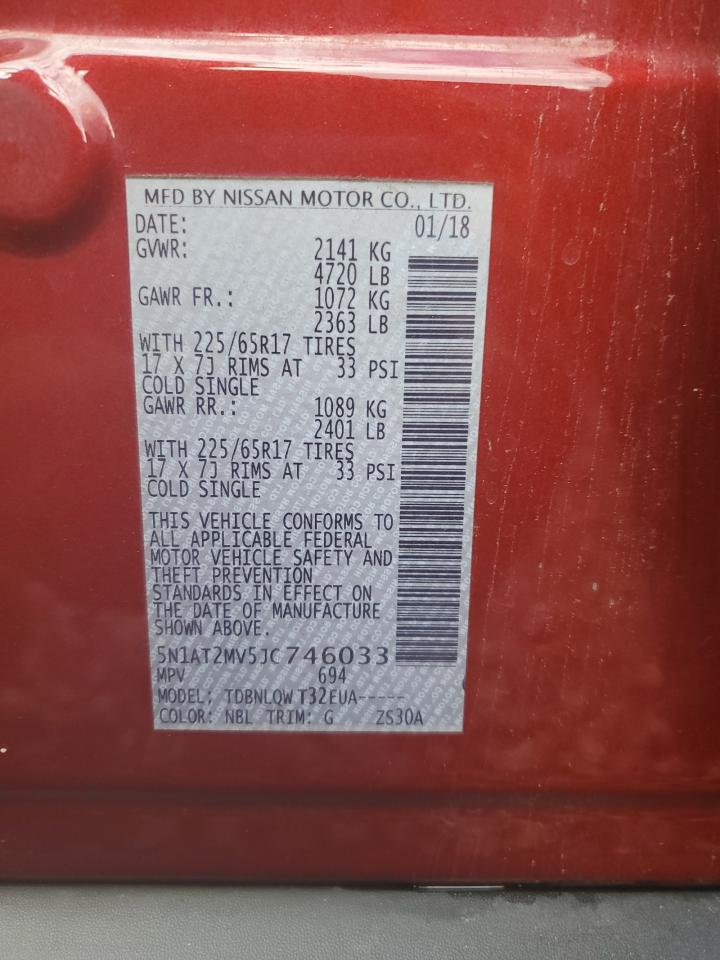 MFD BY NISSAN MOTOR CO., LTD.
DATE: 01/18
GVWR: 2141 KG
4720 LB
GAWR FR.: 1072 KG
2363 LB
WITH 225/65R17 TIRES
17 X 7J RIMS AT 33 PSI
COLD SINGLE
GAWR RR.: 1089 KG
2401 LB
WITH 225/65R17 TIRES
17 X 7J RIMS AT 33 PSI
COLD SINGLE
THIS VEHICLE CONFORMS TO
ALL APPLICABLE FEDERAL
MOTOR VEHICLE SAFETY AND
THEFT PREVENTION
STANDARDS IN EFFECT ON
THE DATE OF MANUFACTURE
SHOWN ABOVE.
5N1AT2MV5JC746033
MPV 694
MODEL: TDBNLQWT32EUA-----
COLOR: NBL TRIM: G ZS30A